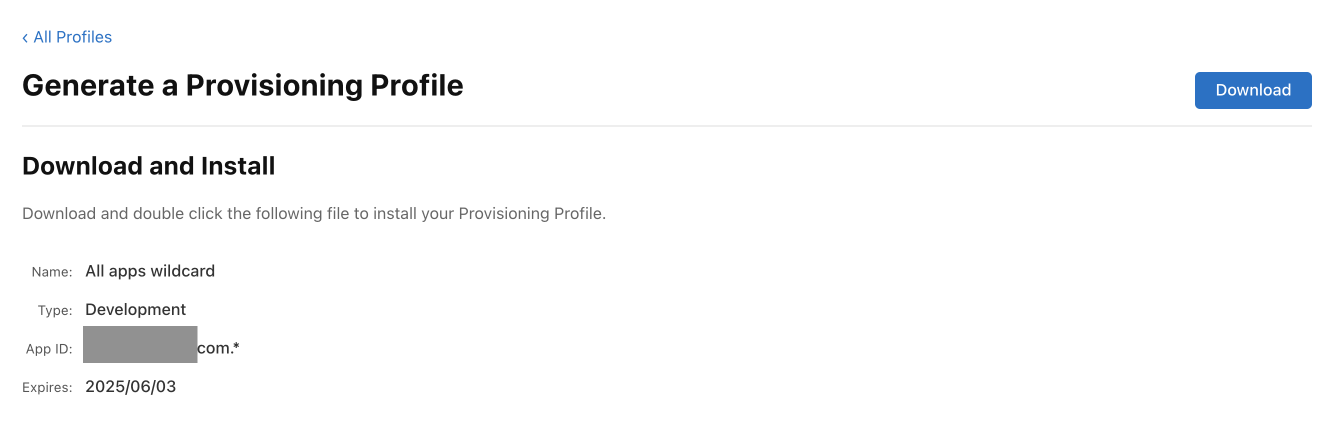 ‹ All Profiles
Generate a Provisioning Profile
Download
Download and Install
Download and double click the following file to install your Provisioning Profile.
Name: All apps wildcard
Type: Development
App ID: com.*
Expires: 2025/06/03